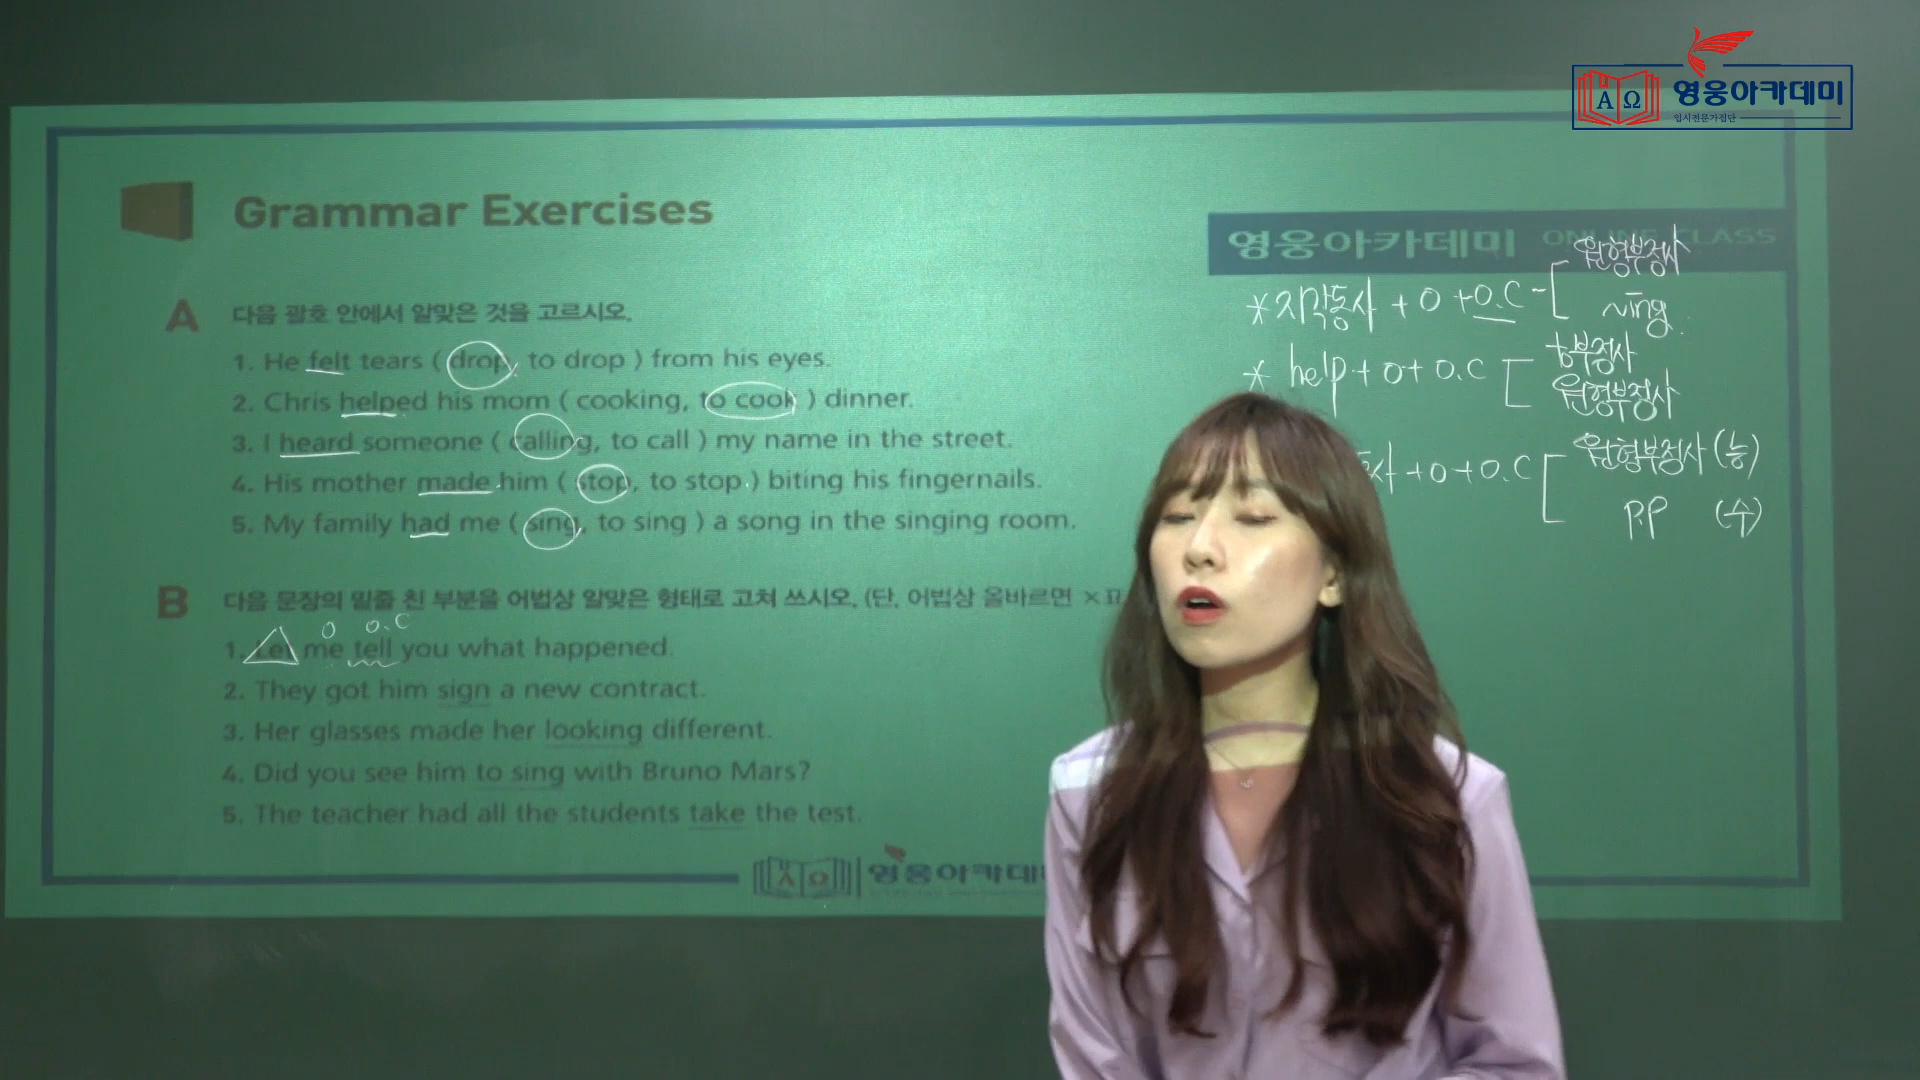 영웅아카데미
입시전문가집단
Α Ω
Grammar Exercises
영웅아카데미 ONLINE CLASS
A 다음 괄호 안에서 알맞은 것을 고르시오.
1. He felt tears ( drop, to drop ) from his eyes.
2. Chris helped his mom ( cooking, to cook ) dinner.
3. I heard someone ( calling, to call ) my name in the street.
4. His mother made him ( stop, to stop ) biting his fingernails.
5. My family had me ( sing, to sing ) a song in the singing room.
B 다음 문장의 밑줄 친 부분을 어법상 알맞은 형태로 고쳐 쓰시오. (단, 어법상 올바르면 ×표
o o.c
1. Let me tell you what happened.
2. They got him sign a new contract.
3. Her glasses made her looking different.
4. Did you see him to sing with Bruno Mars?
5. The teacher had all the students take the test.
원형부정사
* 지각동사 + O + O.C
~ing
* help + O + O.C
to부정사
원형부정사
사 + O + O.C
원형부정사 (능)
P.P (수)
Α Ω 영웅아카데